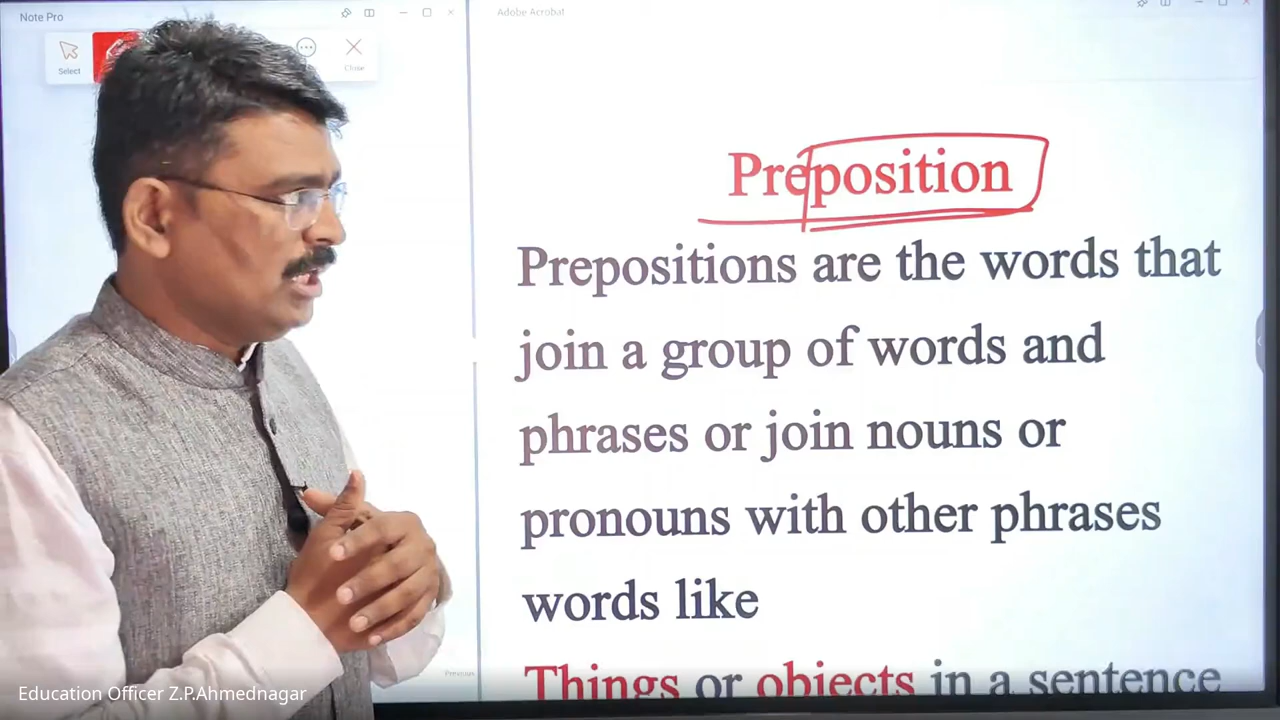 Note Pro
Adobe Acrobat
Select
Close
Preposition
Prepositions are the words that
join a group of words and
phrases or join nouns or
pronouns with other phrases
words like
Things or objects in a sentence
Previous
Education Officer Z.P.Ahmednagar